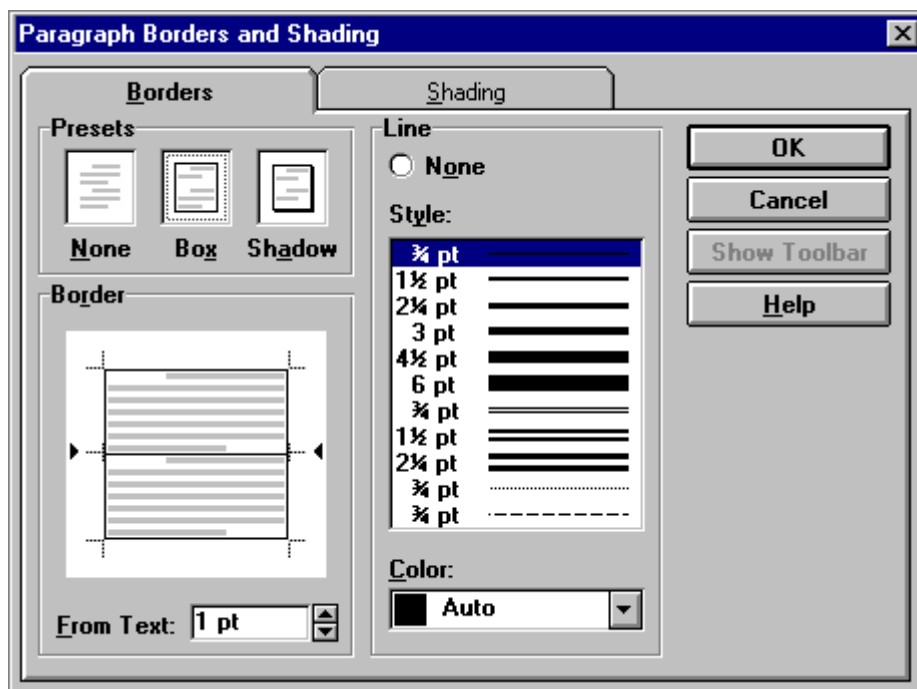 Paragraph Borders and Shading
Borders
Shading
Presets
None
Box
Shadow
Border
From Text: 1 pt
Line
None
Style:
¾ pt
1½ pt
2¼ pt
3 pt
4½ pt
6 pt
¾ pt
1½ pt
2¼ pt
¾ pt
¾ pt
Color:
Auto
OK
Cancel
Show Toolbar
Help